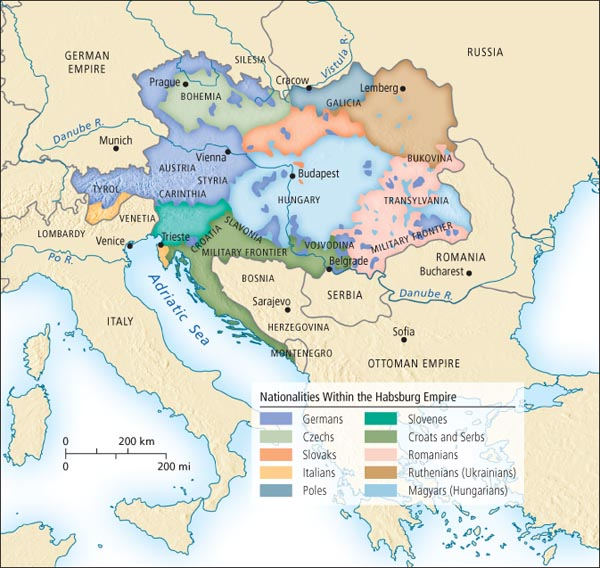 GERMAN
EMPIRE
SILESIA
RUSSIA
Vistula R.
Prague
Cracow
Lemberg
BOHEMIA
GALICIA
Danube R.
Munich
Vienna
BUKOVINA
AUSTRIA
Budapest
TYROL
STYRIA
CARINTHIA
HUNGARY
TRANSYLVANIA
VENETIA
LOMBARDY
Trieste
CROATIA
SLAVONIA
MILITARY FRONTIER
Venice
MILITARY FRONTIER
VOJVODINA
ROMANIA
Po R.
Belgrade
Bucharest
BOSNIA
SERBIA
Danube R.
Adriatic Sea
Sarajevo
ITALY
HERZEGOVINA
Sofia
MONTENEGRO
OTTOMAN EMPIRE
Nationalities Within the Habsburg Empire
Germans
Slovenes
Czechs
Croats and Serbs
Slovaks
Romanians
Italians
Ruthenians (Ukrainians)
Poles
Magyars (Hungarians)
0 200 km
0 200 mi